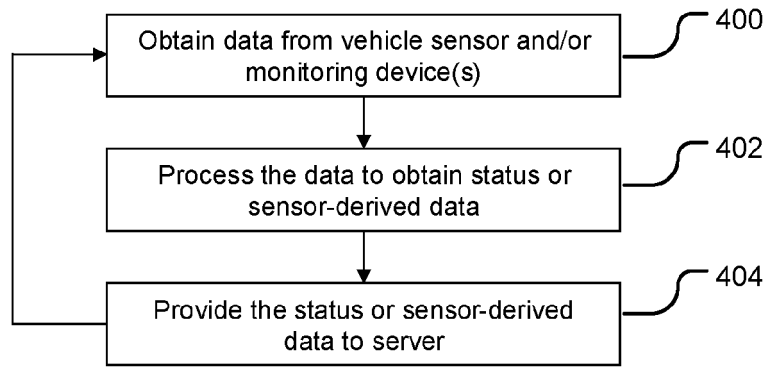 Obtain data from vehicle sensor and/or
monitoring device(s)
400
Process the data to obtain status or
sensor-derived data
402
Provide the status or sensor-derived
data to server
404